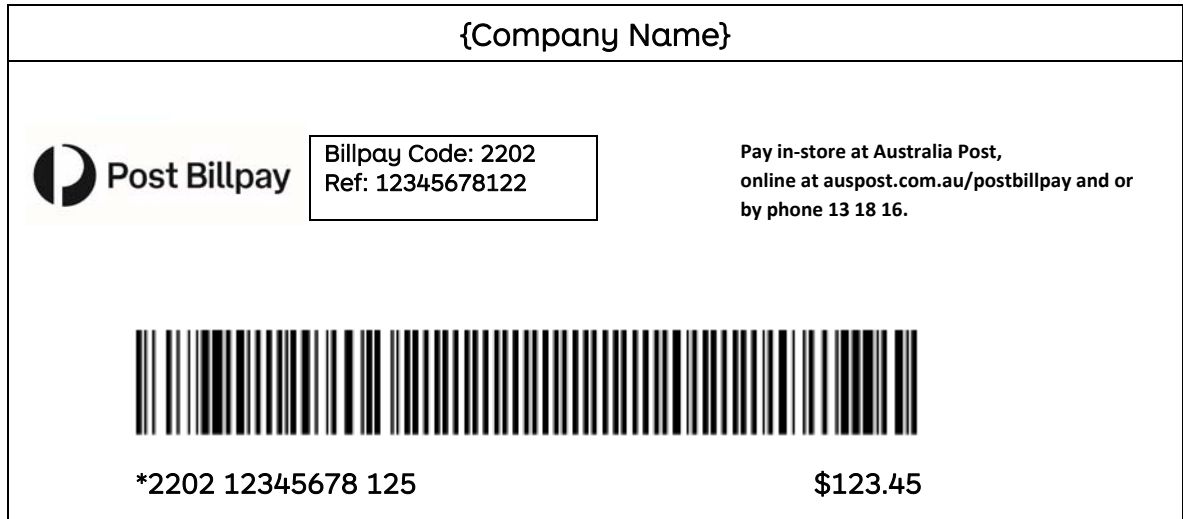 {Company Name}
Post Billpay
Billpay Code: 2202
Ref: 12345678122
Pay in-store at Australia Post,
online at auspost.com.au/postbillpay and or
by phone 13 18 16.
*2202 12345678 125
$123.45